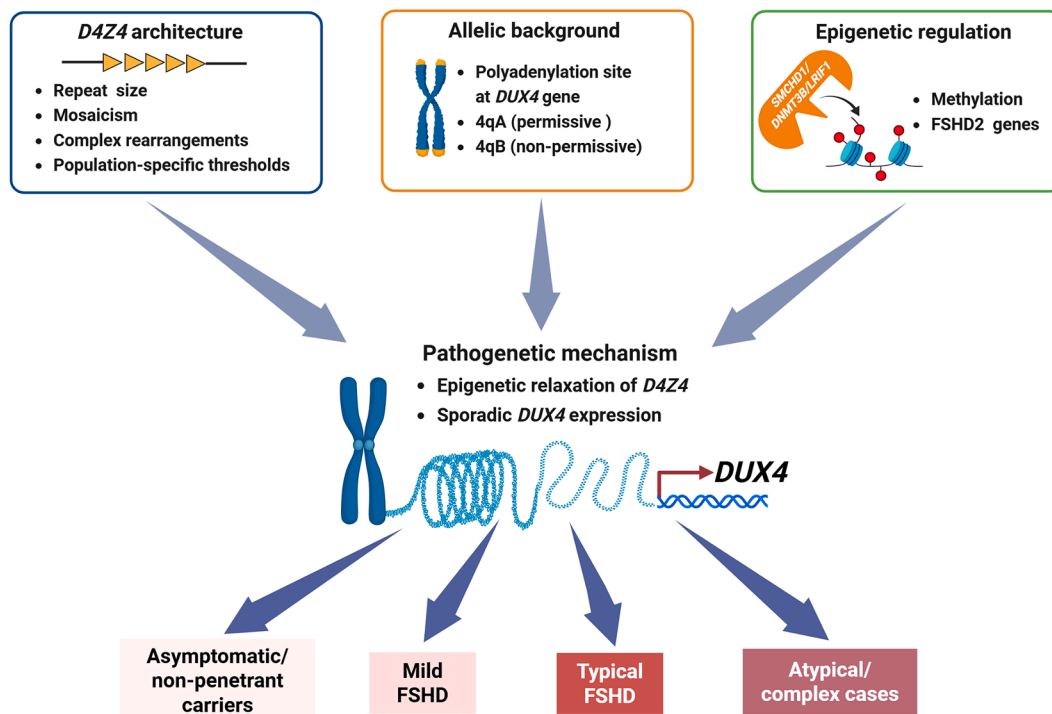 D4Z4 architecture
• Repeat size
• Mosaicism
• Complex rearrangements
• Population-specific thresholds
Allelic background
• Polyadenylation site
at DUX4 gene
• 4qA (permissive )
• 4qB (non-permissive)
Epigenetic regulation
SMCHD1/
DNMT3B/LRIF1
• Methylation
• FSHD2 genes
Pathogenetic mechanism
• Epigenetic relaxation of D4Z4
• Sporadic DUX4 expression
DUX4
Asymptomatic/
non-penetrant
carriers
Mild
FSHD
Typical
FSHD
Atypical/
complex cases